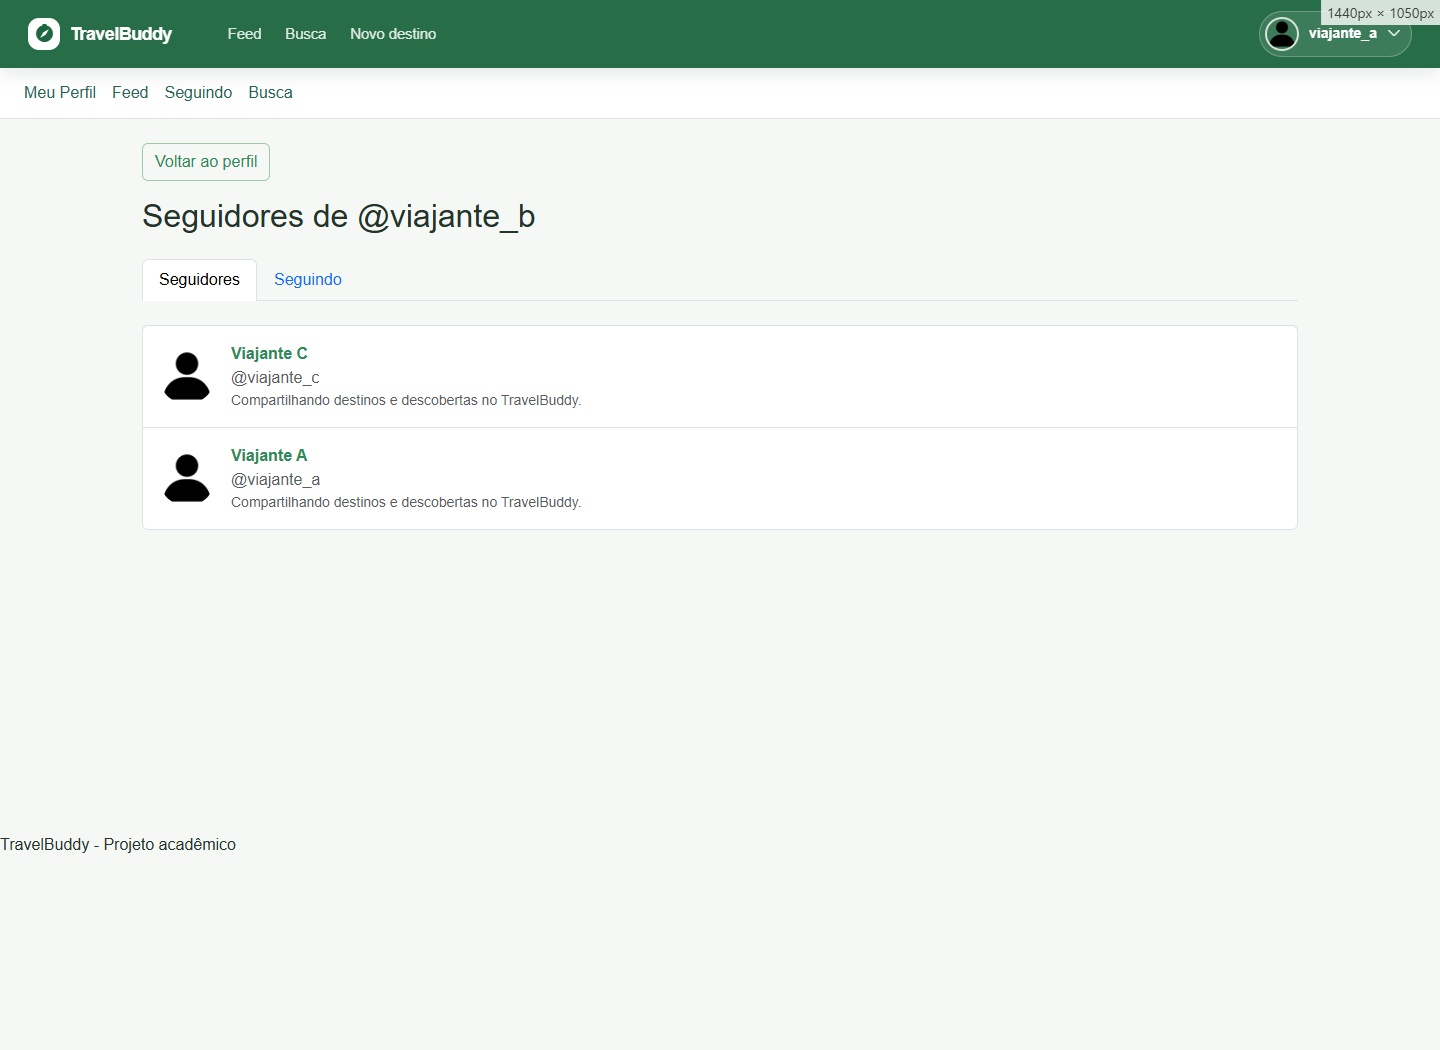 TravelBuddy Feed Busca Novo destino viajante_a
1440px × 1050px
Meu Perfil Feed Seguindo Busca
Voltar ao perfil
Seguidores de @viajante_b
Seguidores Seguindo
Viajante C
@viajante_c
Compartilhando destinos e descobertas no TravelBuddy.
Viajante A
@viajante_a
Compartilhando destinos e descobertas no TravelBuddy.
TravelBuddy - Projeto acadêmico